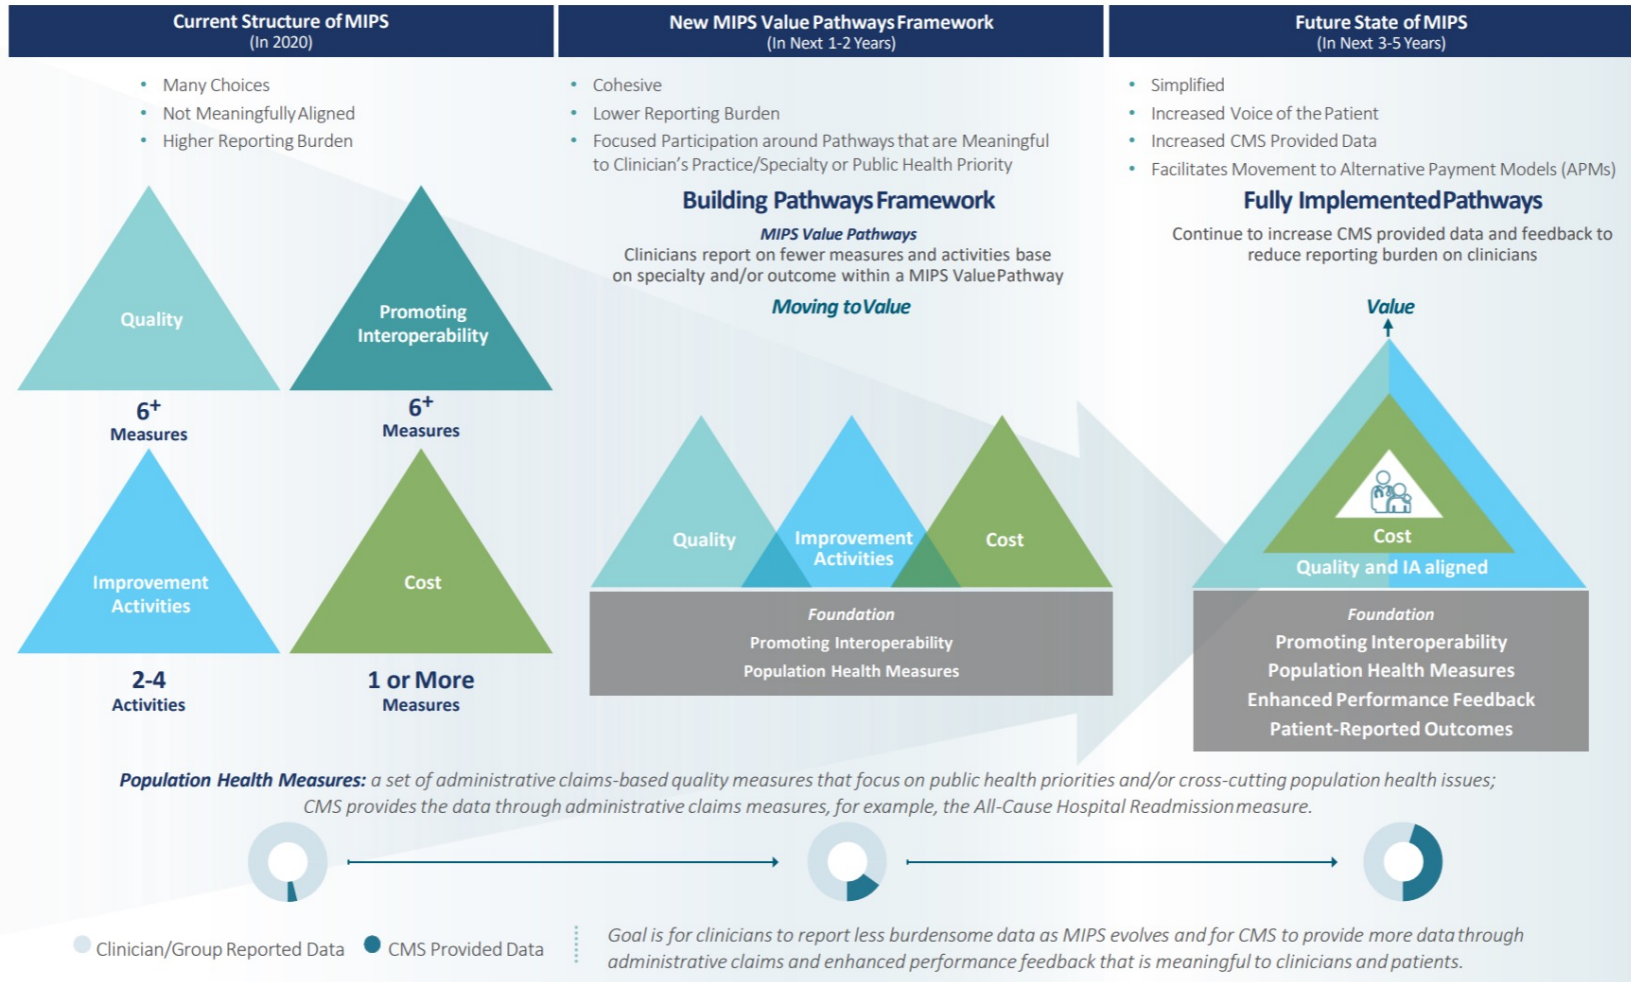 Current Structure of MIPS
(In 2020)
• Many Choices
• Not Meaningfully Aligned
• Higher Reporting Burden
Quality
6+
Measures
Promoting
Interoperability
6+
Measures
Improvement
Activities
2-4
Activities
Cost
1 or More
Measures
New MIPS Value Pathways Framework
(In Next 1-2 Years)
• Cohesive
• Lower Reporting Burden
• Focused Participation around Pathways that are Meaningful
to Clinician's Practice/Specialty or Public Health Priority
Building Pathways Framework
MIPS Value Pathways
Clinicians report on fewer measures and activities base
on specialty and/or outcome within a MIPS Value Pathway
Moving to Value
Quality
Improvement
Activities
Cost
Foundation
Promoting Interoperability
Population Health Measures
Future State of MIPS
(In Next 3-5 Years)
• Simplified
• Increased Voice of the Patient
• Increased CMS Provided Data
• Facilitates Movement to Alternative Payment Models (APMs)
Fully Implemented Pathways
Continue to increase CMS provided data and feedback to
reduce reporting burden on clinicians
Value
Cost
Quality and IA aligned
Foundation
Promoting Interoperability
Population Health Measures
Enhanced Performance Feedback
Patient-Reported Outcomes
Population Health Measures: a set of administrative claims-based quality measures that focus on public health priorities and/or cross-cutting population health issues;
CMS provides the data through administrative claims measures, for example, the All-Cause Hospital Readmission measure.
Clinician/Group Reported Data
CMS Provided Data
Goal is for clinicians to report less burdensome data as MIPS evolves and for CMS to provide more data through
administrative claims and enhanced performance feedback that is meaningful to clinicians and patients.